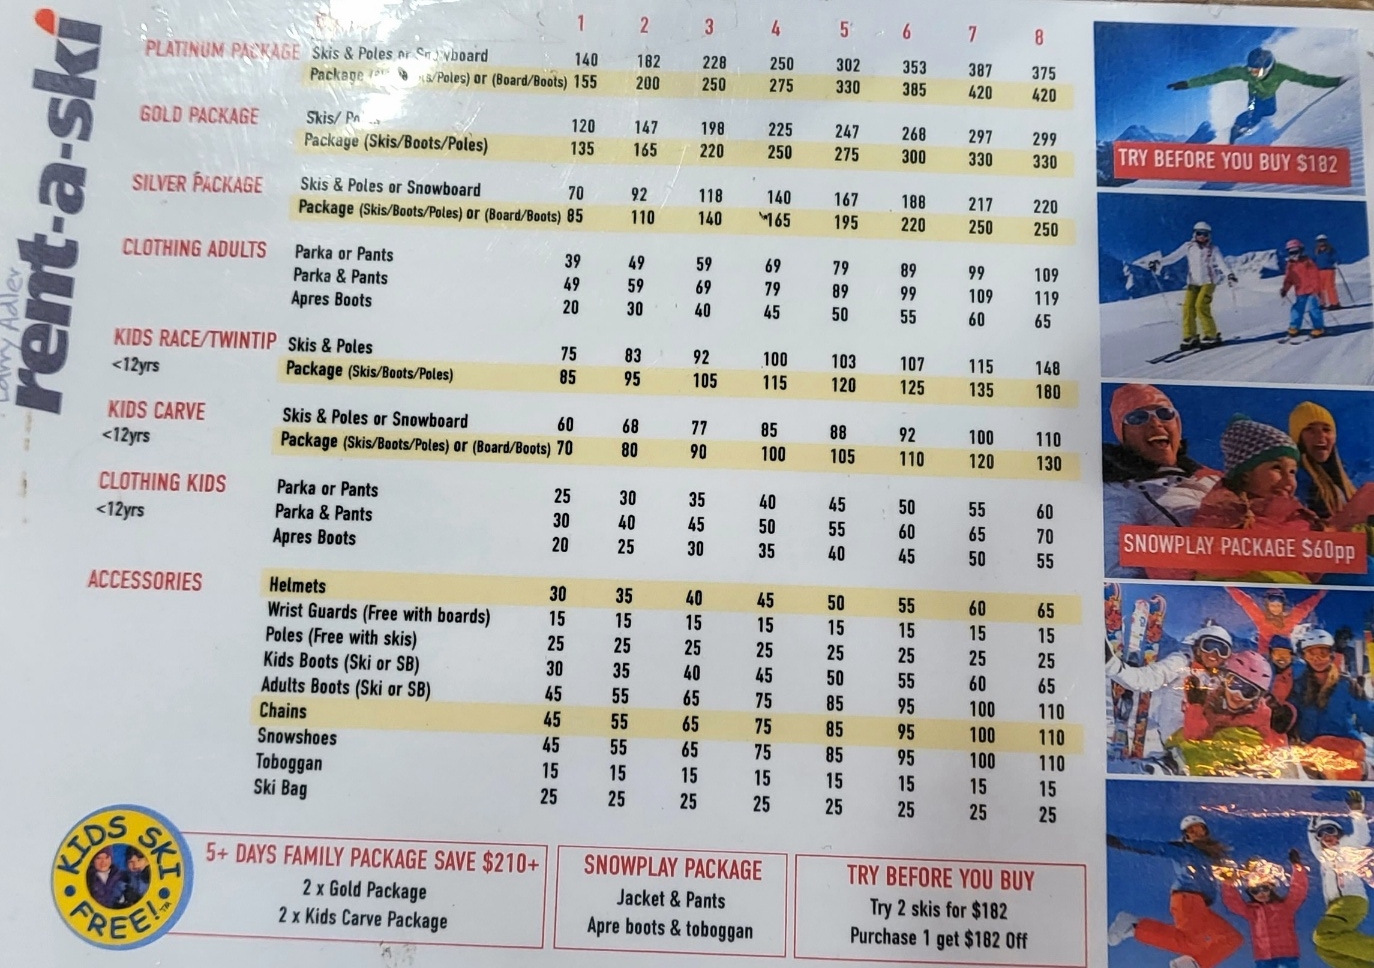 rent-a-ski
1 2 3 4 5 6 7 8
PLATINUM PACKAGE Skis & Poles or Snowboard 140 182 228 250 302 353 387 375
Package /Poles) or (Board/Boots) 155 200 250 275 330 385 420 420
GOLD PACKAGE Skis/ 120 147 198 225 247 268 297 299
Package (Skis/Boots/Poles) 135 165 220 250 275 300 330 330
SILVER PACKAGE Skis & Poles or Snowboard 70 92 118 140 167 188 217 220
Package (Skis/Boots/Poles) or (Board/Boots) 85 110 140 165 195 220 250 250
CLOTHING ADULTS Parka or Pants 39 49 59 69 79 89 99 109
Parka & Pants 49 59 69 79 89 99 109 119
Apres Boots 20 30 40 45 50 55 60 65
KIDS RACE/TWINTIP Skis & Poles 75 83 92 100 103 107 115 148
<12yrs Package (Skis/Boots/Poles) 85 95 105 115 120 125 135 180
KIDS CARVE Skis & Poles or Snowboard 60 68 77 85 88 92 100 110
<12yrs Package (Skis/Boots/Poles) or (Board/Boots) 70 80 90 100 105 110 120 130
CLOTHING KIDS Parka or Pants 25 30 35 40 45 50 55 60
<12yrs Parka & Pants 30 40 45 50 55 60 65 70
Apres Boots 20 25 30 35 40 45 50 55
ACCESSORIES Helmets 30 35 40 45 50 55 60 65
Wrist Guards (Free with boards) 15 15 15 15 15 15 15 15
Poles (Free with skis) 25 25 25 25 25 25 25 25
Kids Boots (Ski or SB) 30 35 40 45 50 55 60 65
Adults Boots (Ski or SB) 45 55 65 75 85 95 100 110
Chains 45 55 65 75 85 95 100 110
Snowshoes 45 55 65 75 85 95 100 110
Toboggan 15 15 15 15 15 15 15 15
Ski Bag 25 25 25 25 25 25 25 25
TRY BEFORE YOU BUY $182
SNOWPLAY PACKAGE $60pp
KIDS SKI FREE!™
5+ DAYS FAMILY PACKAGE SAVE $210+
2 x Gold Package
2 x Kids Carve Package
SNOWPLAY PACKAGE
Jacket & Pants
Apre boots & toboggan
TRY BEFORE YOU BUY
Try 2 skis for $182
Purchase 1 get $182 Off